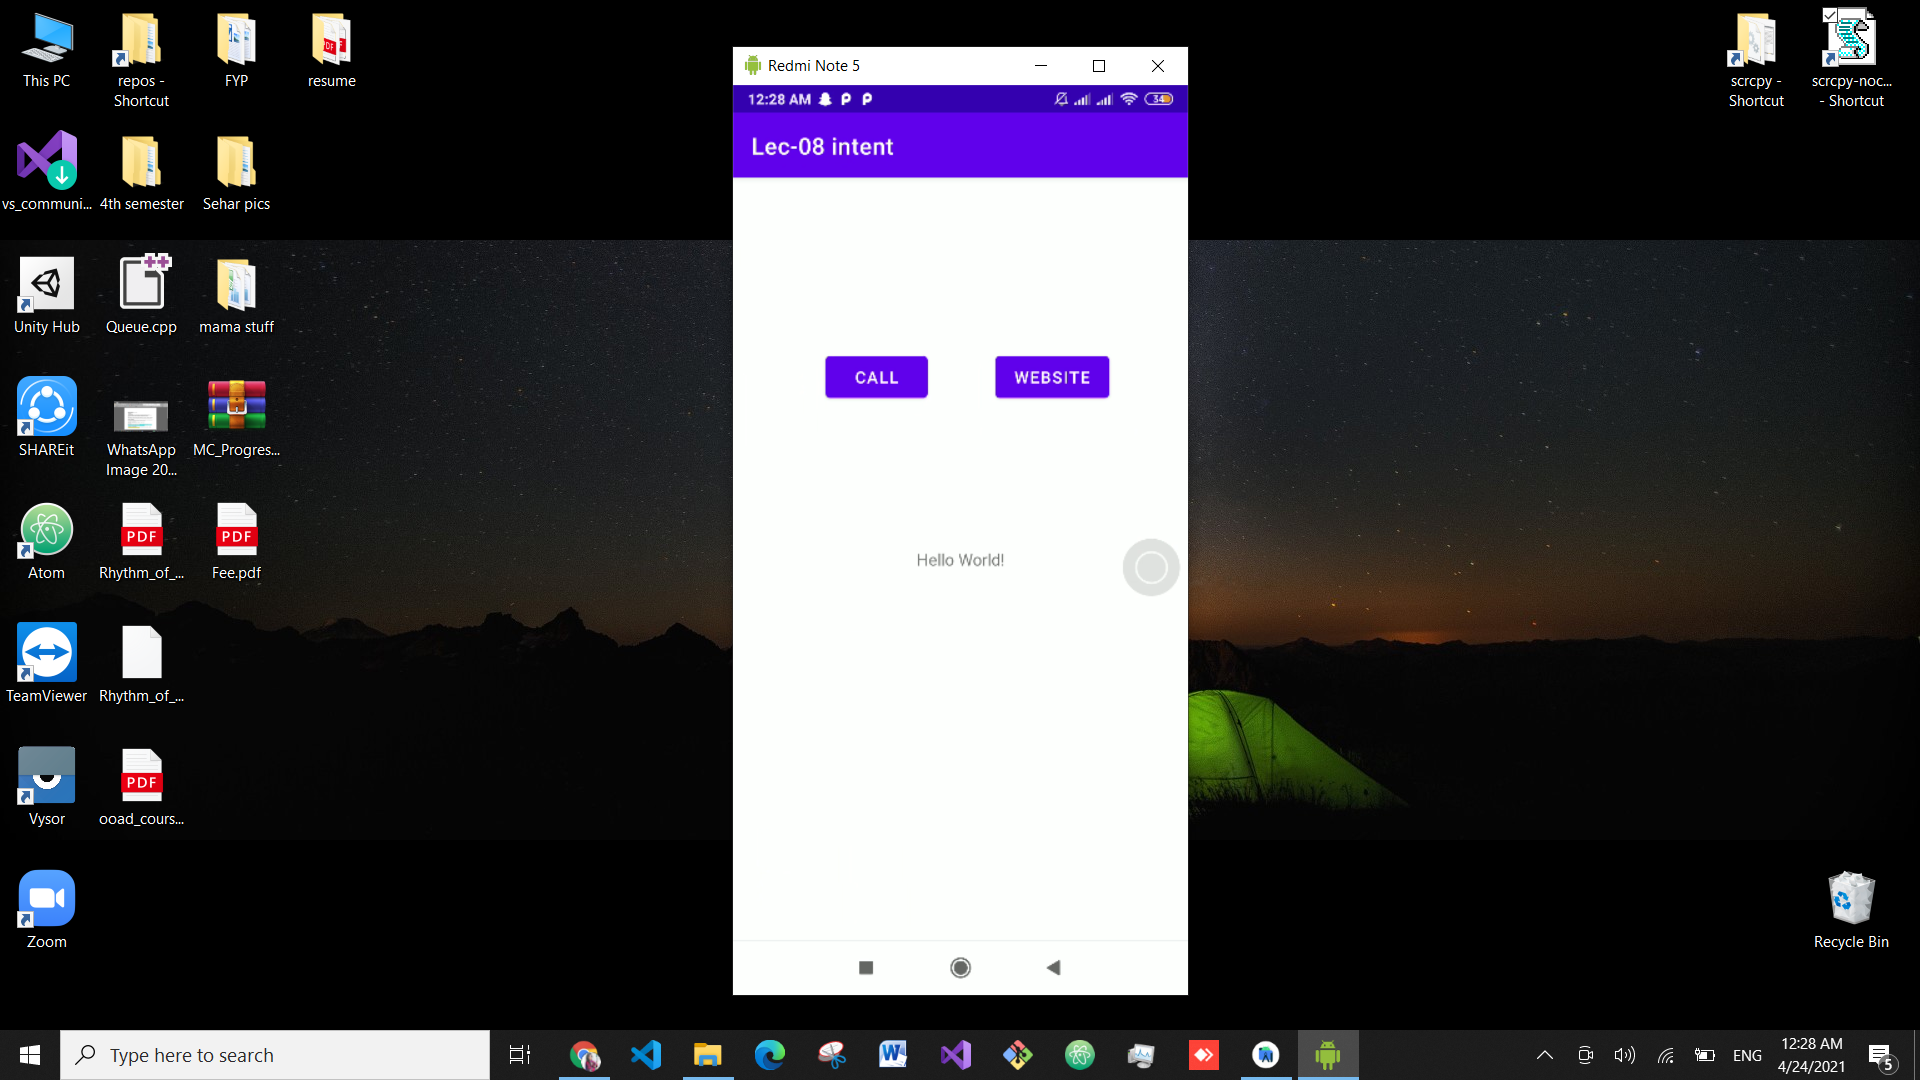 This PC
repos -
Shortcut
FYP
resume
scrcpy -
Shortcut
scrcpy-noc...
- Shortcut
Redmi Note 5
12:28 AM
34
Lec-08 intent
vs_communi...
4th semester
Sehar pics
Unity Hub
Queue.cpp
mama stuff
CALL
WEBSITE
SHAREit
WhatsApp
Image 20...
MC_Progres...
PDF
PDF
Atom
Rhythm_of_...
Fee.pdf
Hello World!
TeamViewer
Rhythm_of_...
PDF
Vysor
ooad_cours...
Zoom
Recycle Bin
Type here to search
ENG
12:28 AM
4/24/2021
5